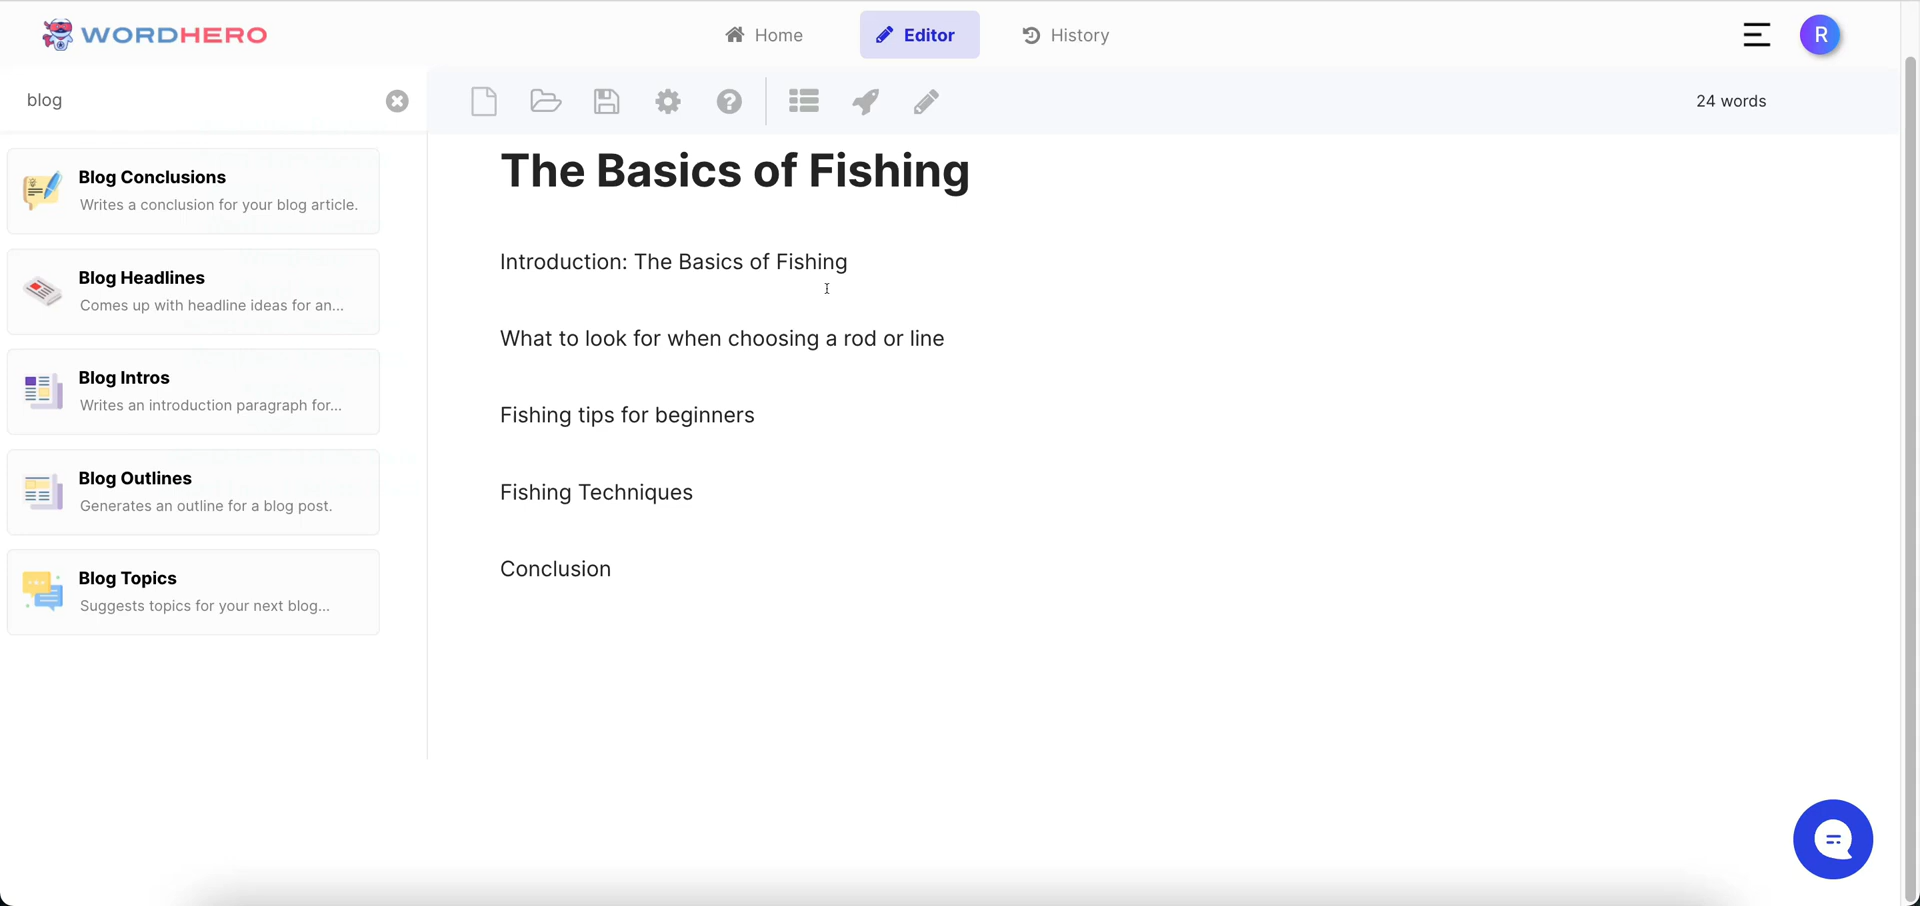 WORDHERO
Home
Editor
History
R
blog
24 words
Blog Conclusions
Writes a conclusion for your blog article.
Blog Headlines
Comes up with headline ideas for an...
Blog Intros
Writes an introduction paragraph for...
Blog Outlines
Generates an outline for a blog post.
Blog Topics
Suggests topics for your next blog...
The Basics of Fishing
Introduction: The Basics of Fishing
What to look for when choosing a rod or line
Fishing tips for beginners
Fishing Techniques
Conclusion